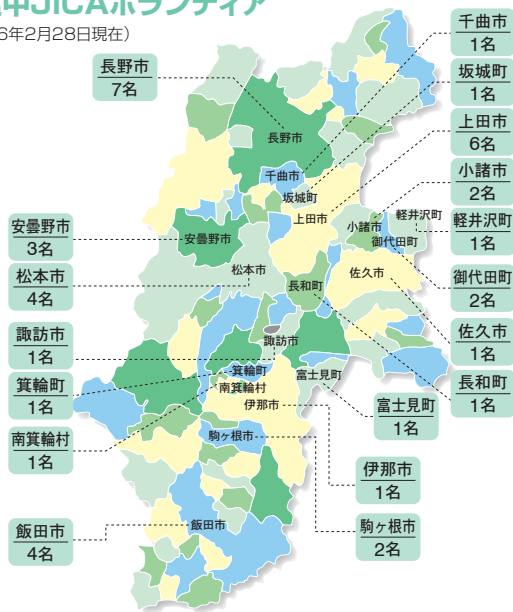 中JICAボランティア
6年2月28日現在）
長野市
7名
安曇野市
3名
松本市
4名
諏訪市
1名
箕輪町
1名
南箕輪村
1名
飯田市
4名
千曲市
1名
坂城町
1名
上田市
6名
小諸市
2名
軽井沢町
1名
御代田町
2名
佐久市
1名
長和町
1名
富士見町
1名
伊那市
1名
駒ヶ根市
2名
長野市
千曲市
坂城町
上田市
小諸市
軽井沢町
御代田町
安曇野市
松本市
佐久市
長和町
諏訪市
箕輪町
南箕輪村
富士見町
伊那市
駒ヶ根市
飯田市